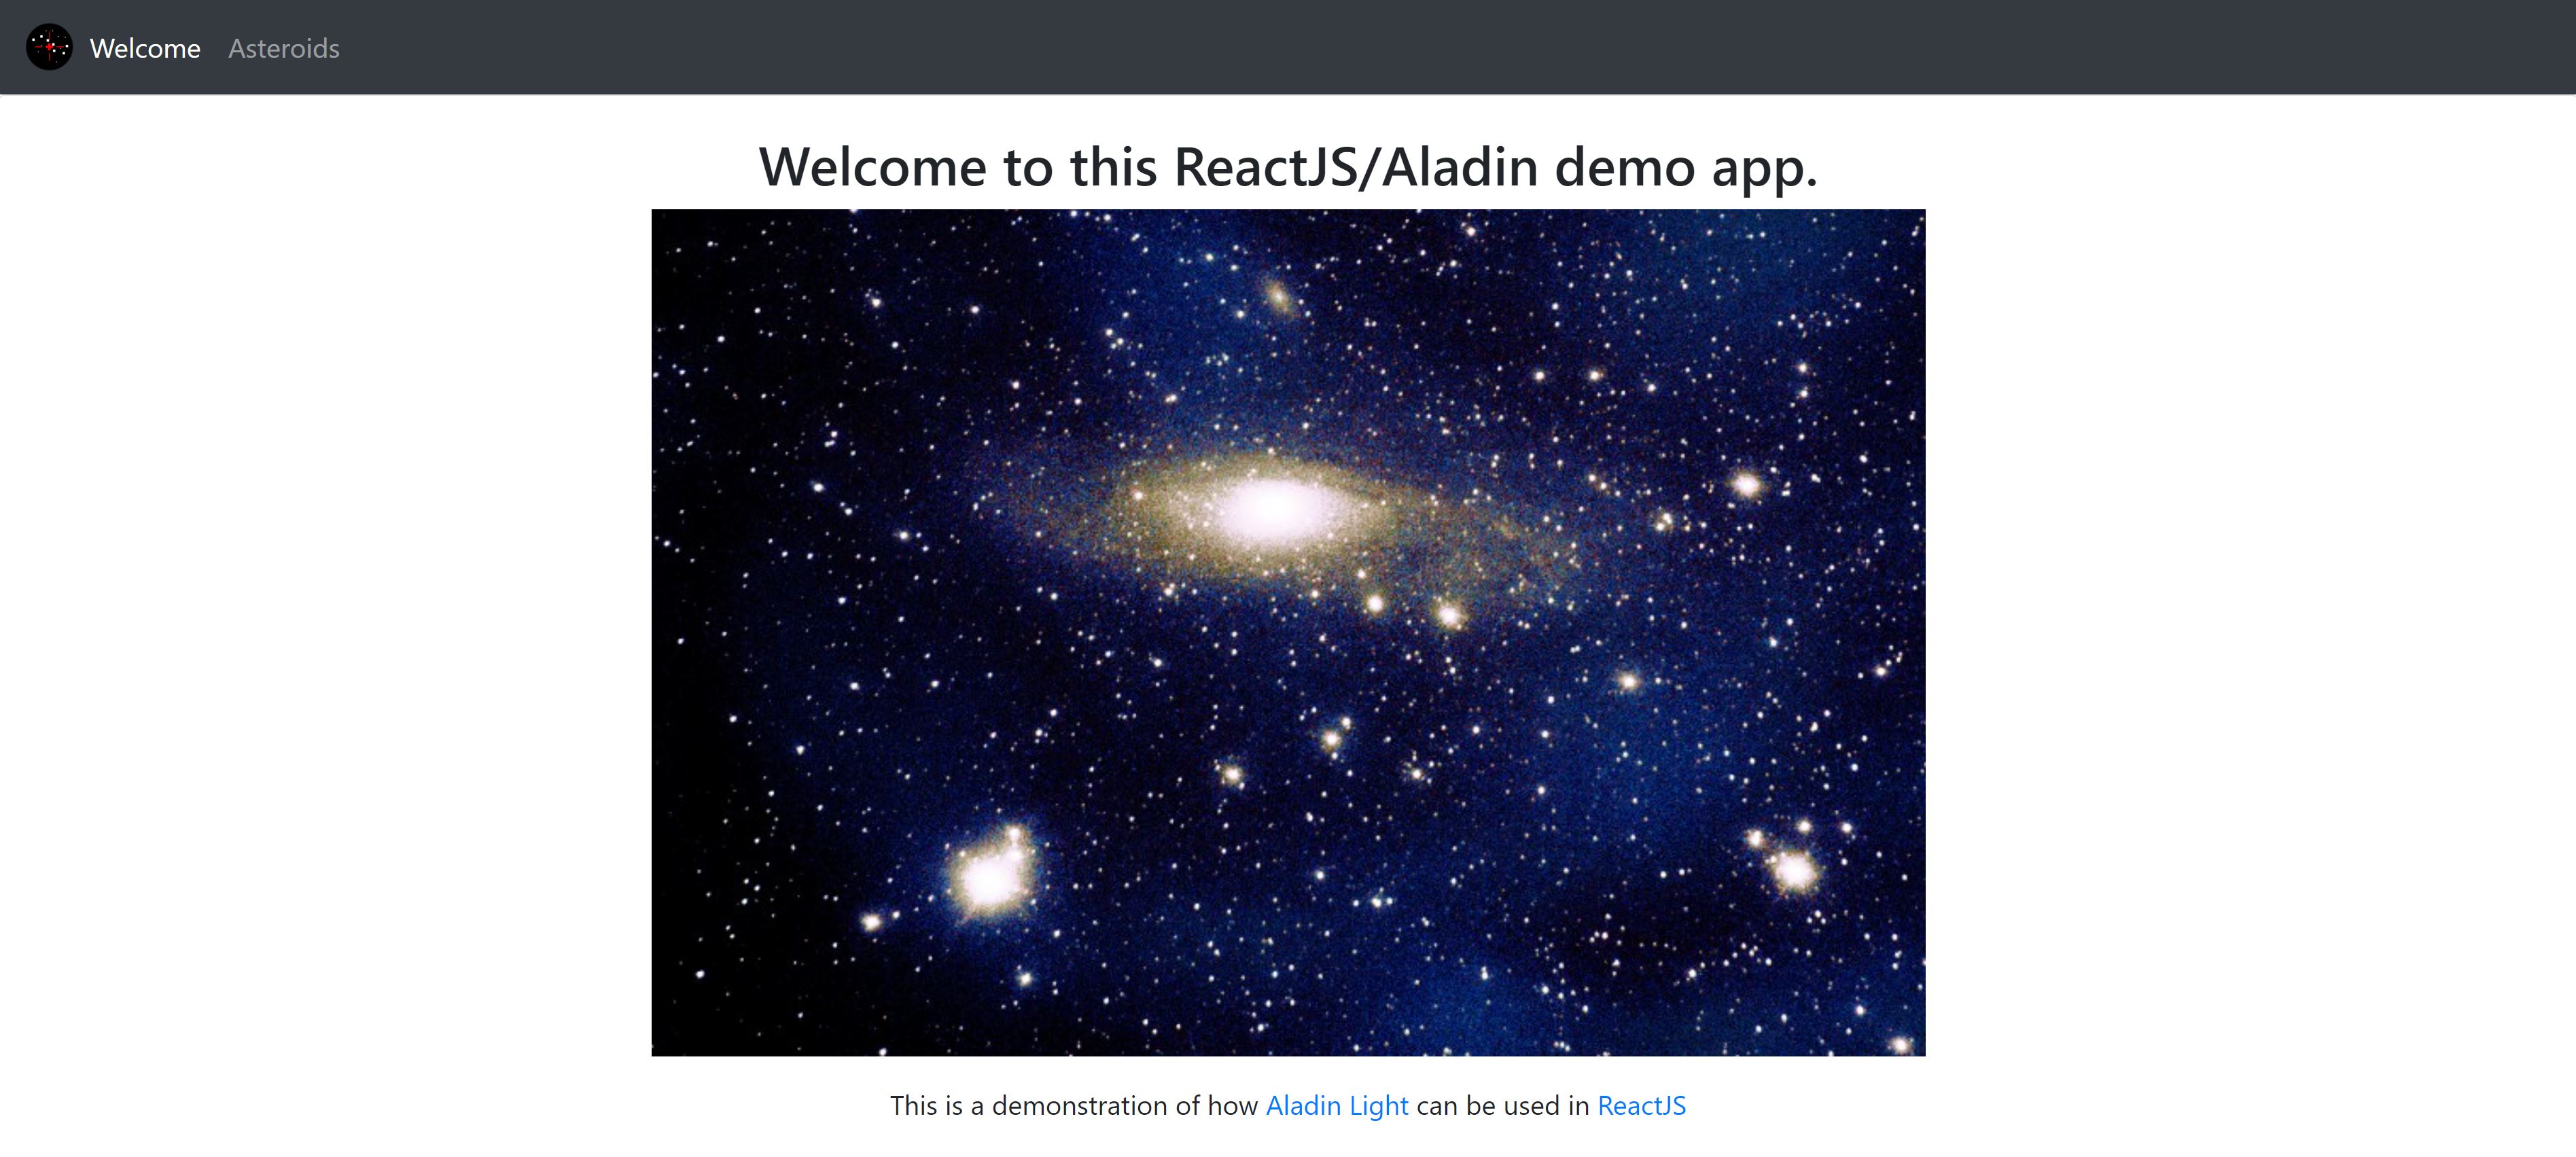 Welcome Asteroids
Welcome to this ReactJS/Aladin demo app.
This is a demonstration of how Aladin Light can be used in ReactJS